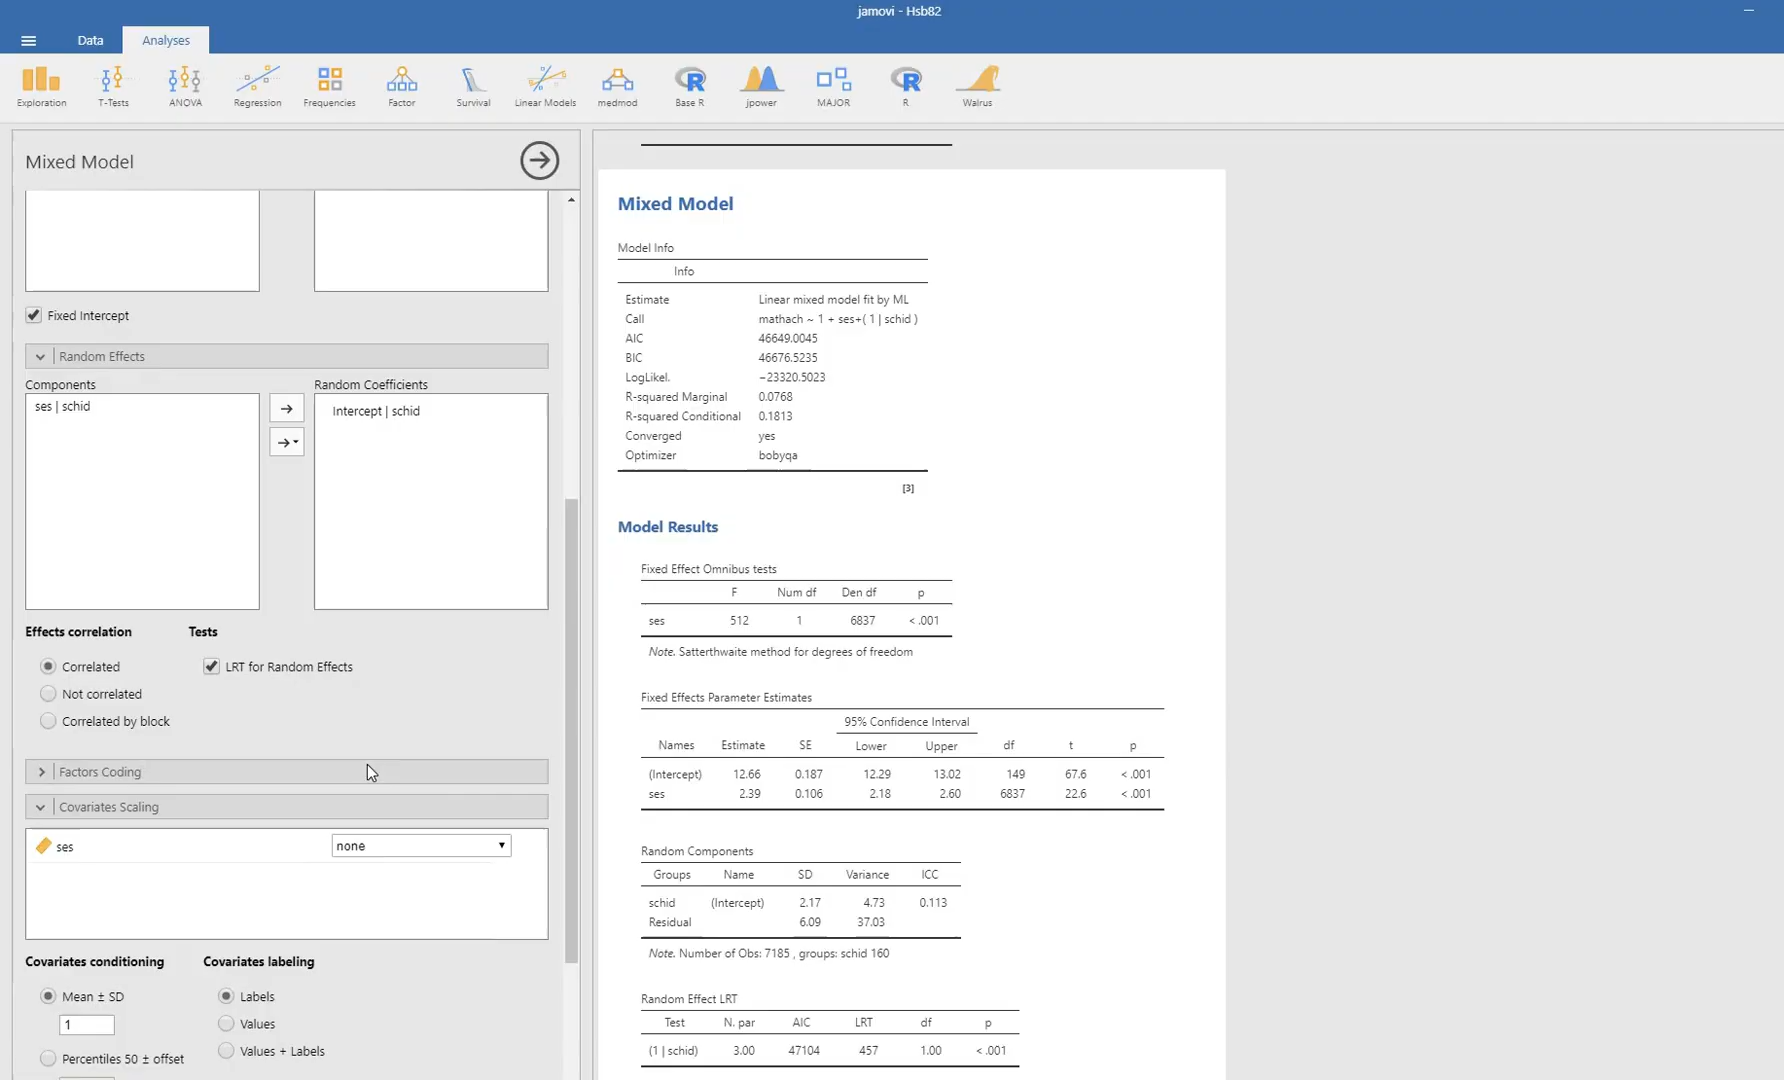 jamovi - Hsb82
Data Analyses
Exploration T-Tests ANOVA Regression Frequencies Factor Survival Linear Models medmod Base R jpower MAJOR R Walrus
Mixed Model
Fixed Intercept
Random Effects
Components Random Coefficients
ses | schid
Intercept | schid
Effects correlation Tests
Correlated LRT for Random Effects
Not correlated
Correlated by block
Factors Coding
Covariates Scaling
ses none
Covariates conditioning Covariates labeling
Mean ± SD Labels
1 Values
Percentiles 50 ± offset Values + Labels
Mixed Model
Model Info
Info
Estimate Linear mixed model fit by ML
Call mathach ~ 1 + ses+( 1 | schid )
AIC 46649.0045
BIC 46676.5235
LogLikel. −23320.5023
R-squared Marginal 0.0768
R-squared Conditional 0.1813
Converged yes
Optimizer bobyqa
[3]
Model Results
Fixed Effect Omnibus tests
F Num df Den df p
ses 512 1 6837 < .001
Note. Satterthwaite method for degrees of freedom
Fixed Effects Parameter Estimates
95% Confidence Interval
Names Estimate SE Lower Upper df t p
(Intercept) 12.66 0.187 12.29 13.02 149 67.6 < .001
ses 2.39 0.106 2.18 2.60 6837 22.6 < .001
Random Components
Groups Name SD Variance ICC
schid (Intercept) 2.17 4.73 0.113
Residual 6.09 37.03
Note. Number of Obs: 7185 , groups: schid 160
Random Effect LRT
Test N. par AIC LRT df p
(1 | schid) 3.00 47104 457 1.00 < .001